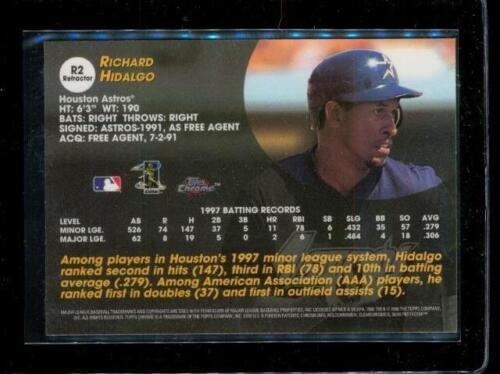 R2
Refractor
RICHARD
HIDALGO
Houston Astros®
HT: 6'3" WT: 190
BATS: RIGHT THROWS: RIGHT
SIGNED: ASTROS-1991, AS FREE AGENT
ACQ: FREE AGENT, 7-2-91
Topps
Chrome
1997 BATTING RECORDS
LEVEL AB R H 2B 3B HR RBI SB SLG BB SO AVG
MINOR LGE. 526 74 147 37 5 11 78 6 .432 35 57 .279
MAJOR LGE. 62 8 19 5 0 2 6 1 .484 4 18 .306
Among players in Houston's 1997 minor league system, Hidalgo
ranked second in hits (147), third in RBI (78) and 10th in batting
average (.279). Among American Association (AAA) players, he
ranked first in doubles (37) and first in outfield assists (15).